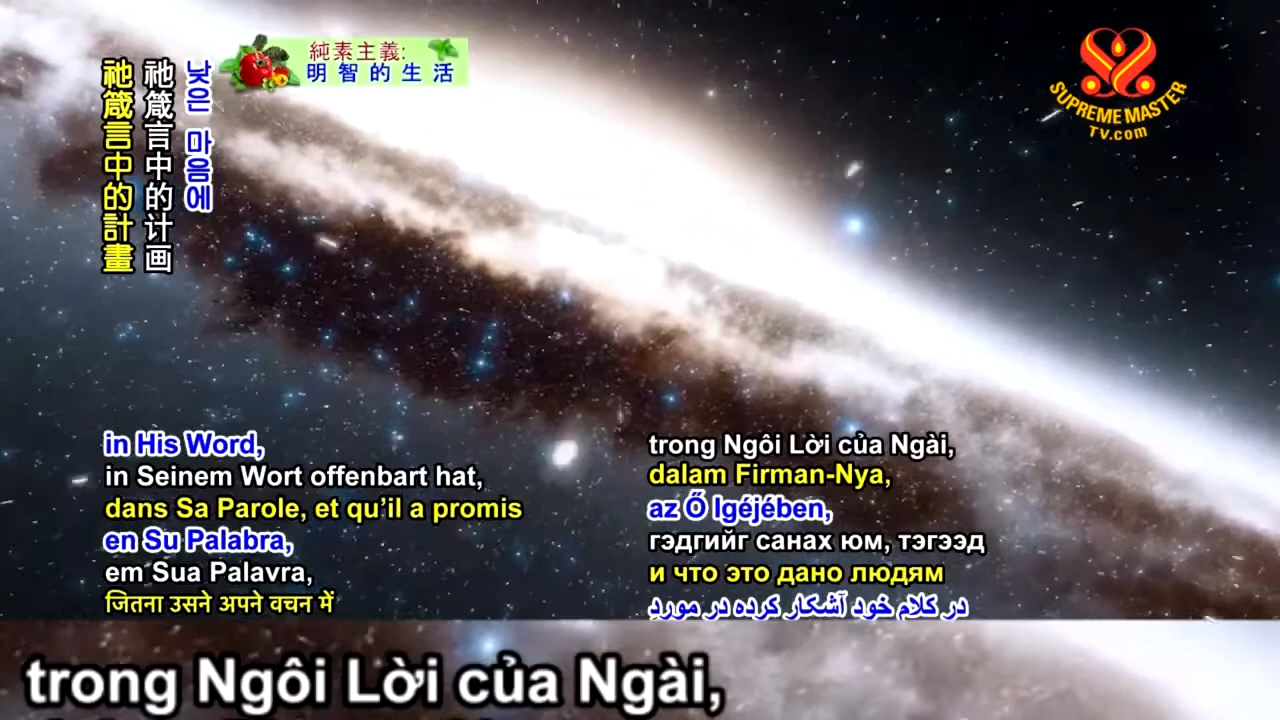 祂箴言中的計畫
祂箴言中的计画
낮은 마음에
純素主義:
明智的生活
SUPREME MASTER
TV.com
in His Word,
in Seinem Wort offenbart hat,
dans Sa Parole, et qu’il a promis
en Su Palabra,
em Sua Palavra,
जितना उसने अपने वचन में
trong Ngôi Lời của Ngài,
dalam Firman-Nya,
az Ő Igéjében,
гэдгийг санах юм, тэгээд
и что это дано людям
در کلام خود آشکار کرده در مورد
trong Ngôi Lời của Ngài,